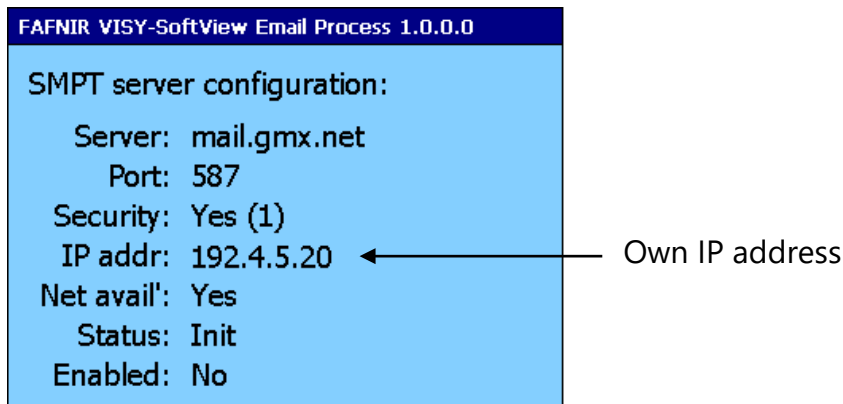 FAFNIR VISY-SoftView Email Process 1.0.0.0
SMPT server configuration:
Server: mail.gmx.net
Port: 587
Security: Yes (1)
IP addr: 192.4.5.20
Own IP address
Net avail': Yes
Status: Init
Enabled: No